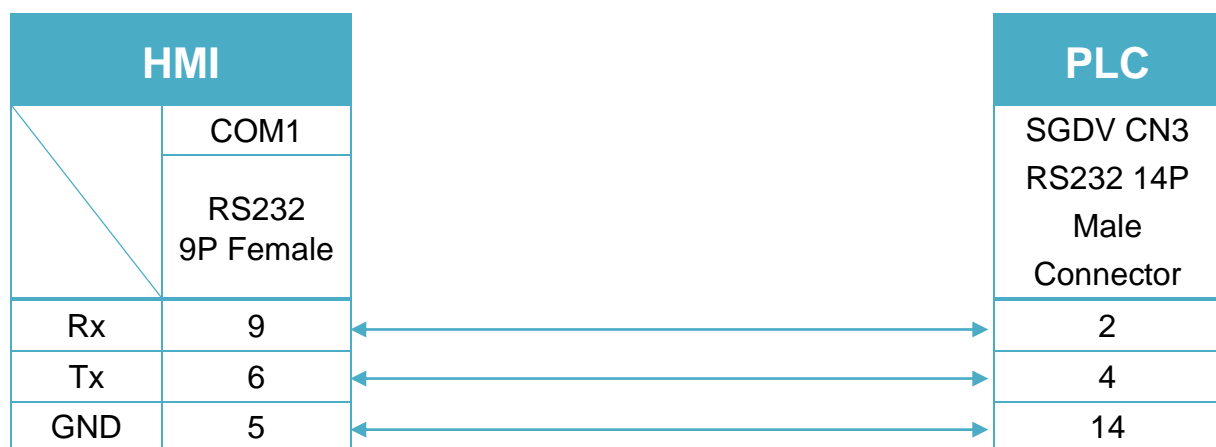 HMI
PLC
COM1
RS232
9P Female
SGDV CN3
RS232 14P
Male
Connector
Rx 9 2
Tx 6 4
GND 5 14